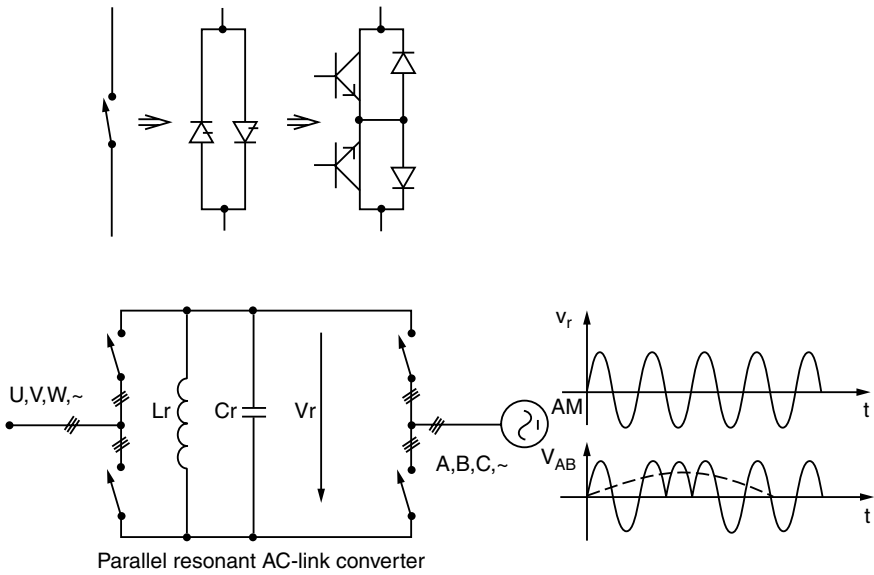 v_r
t
U,V,W,~
Lr
Cr
Vr
AM
A,B,C,~
V_AB
t
Parallel resonant AC-link converter